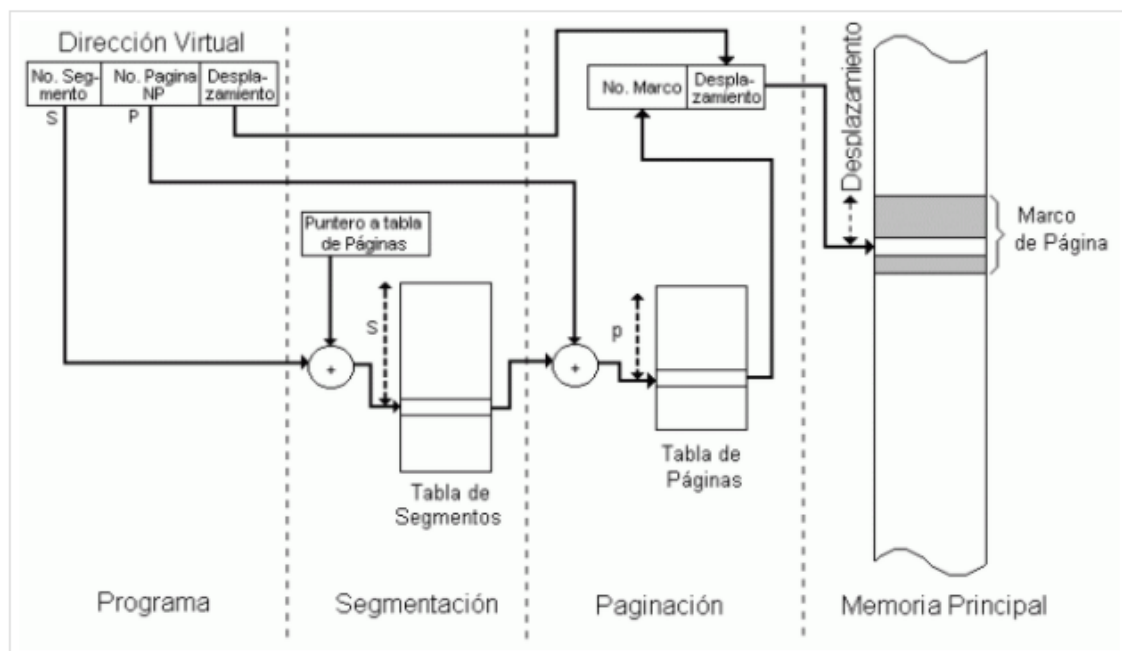 Dirección Virtual
No. Seg-
mento
No. Pagina
NP
Despla-
zamiento
S
P
No. Marco
Despla-
zamiento
Desplazamiento
Puntero a tabla
de Páginas
S
+
p
+
Marco
de Página
Tabla de
Segmentos
Tabla de
Páginas
Programa
Segmentación
Paginación
Memoria Principal